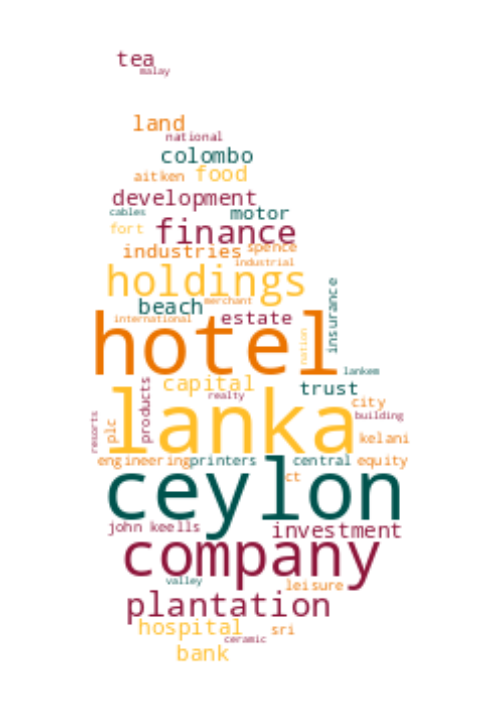 tea
malay
land
national
colombo
aitken food
development
cables motor
fort finance
industries spence
industrial
holdings
insurance
beach merchant
international estate
hotel
nation
lankem
capital trust
products realty city
resorts plc building
lanka
kelani
engineering printers central equity
ct
ceylon
john keells investment
company
valley leisure
plantation
hospital sri
ceramic
bank